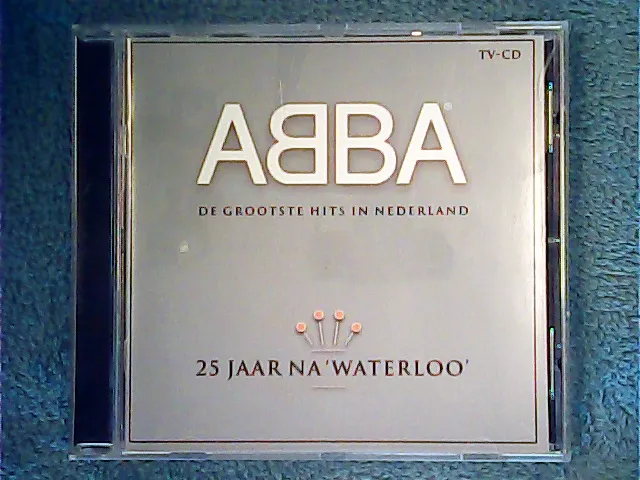 TV-CD
ABBA®
DE GROOTSTE HITS IN NEDERLAND
25 JAAR NA 'WATERLOO'